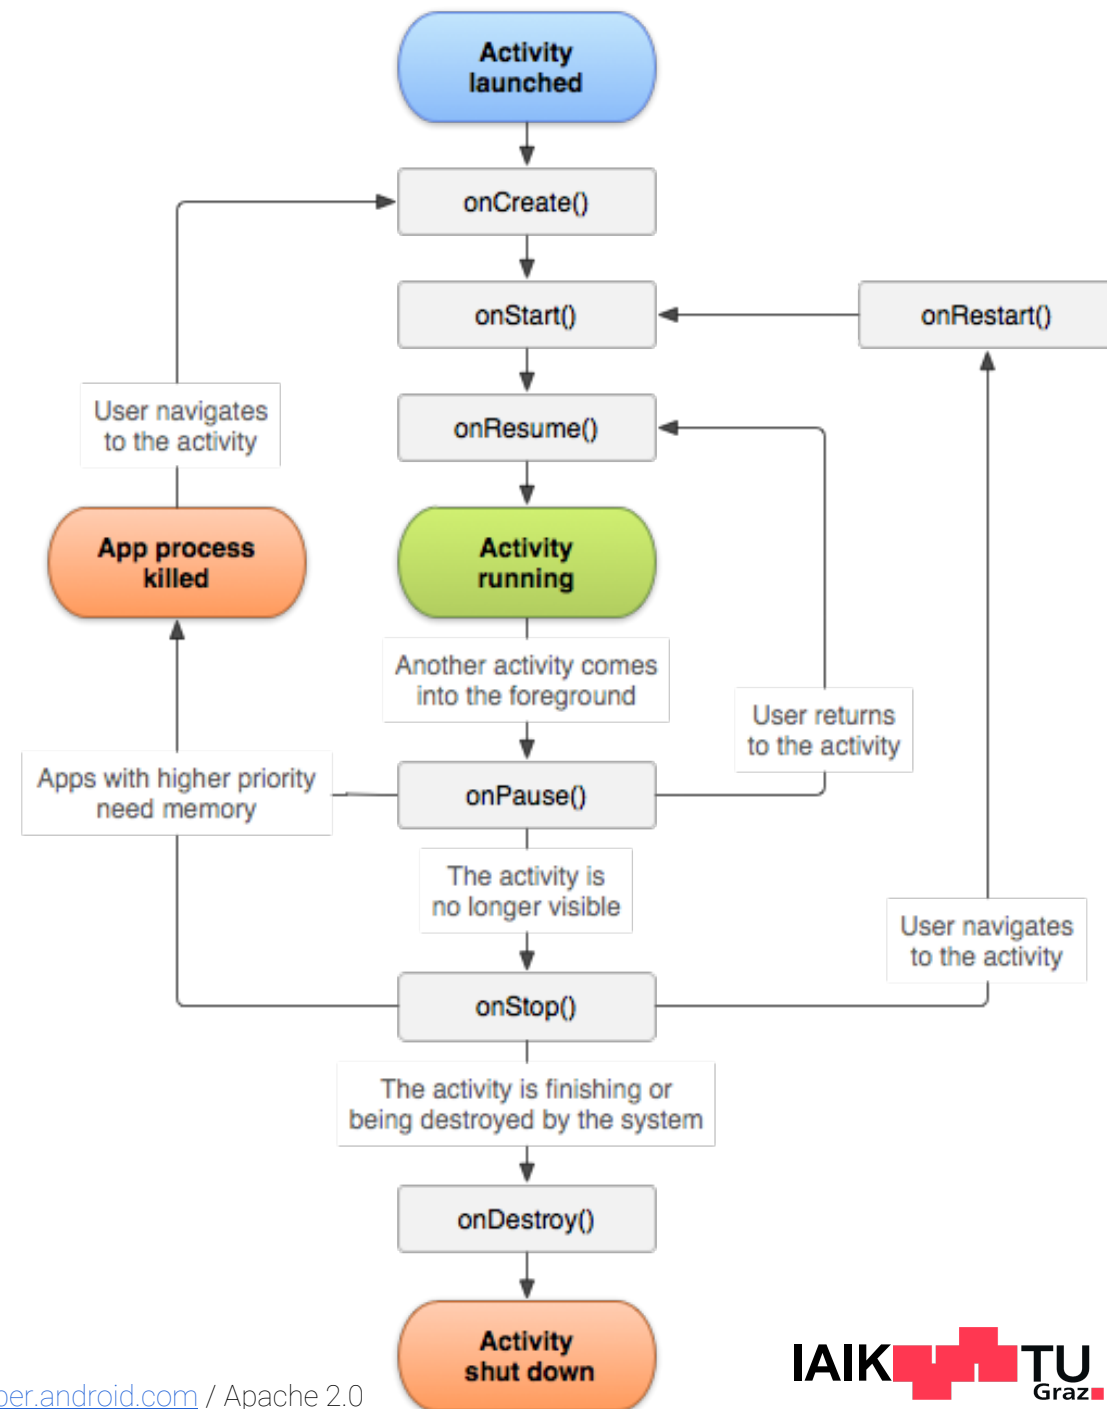 Activity
launched
onCreate()
onStart()
onRestart()
User navigates
to the activity
onResume()
App process
killed
Activity
running
Another activity comes
into the foreground
User returns
to the activity
Apps with higher priority
need memory
onPause()
The activity is
no longer visible
User navigates
to the activity
onStop()
The activity is finishing or
being destroyed by the system
onDestroy()
Activity
shut down
IAIK
TU
Graz
per.android.com / Apache 2.0